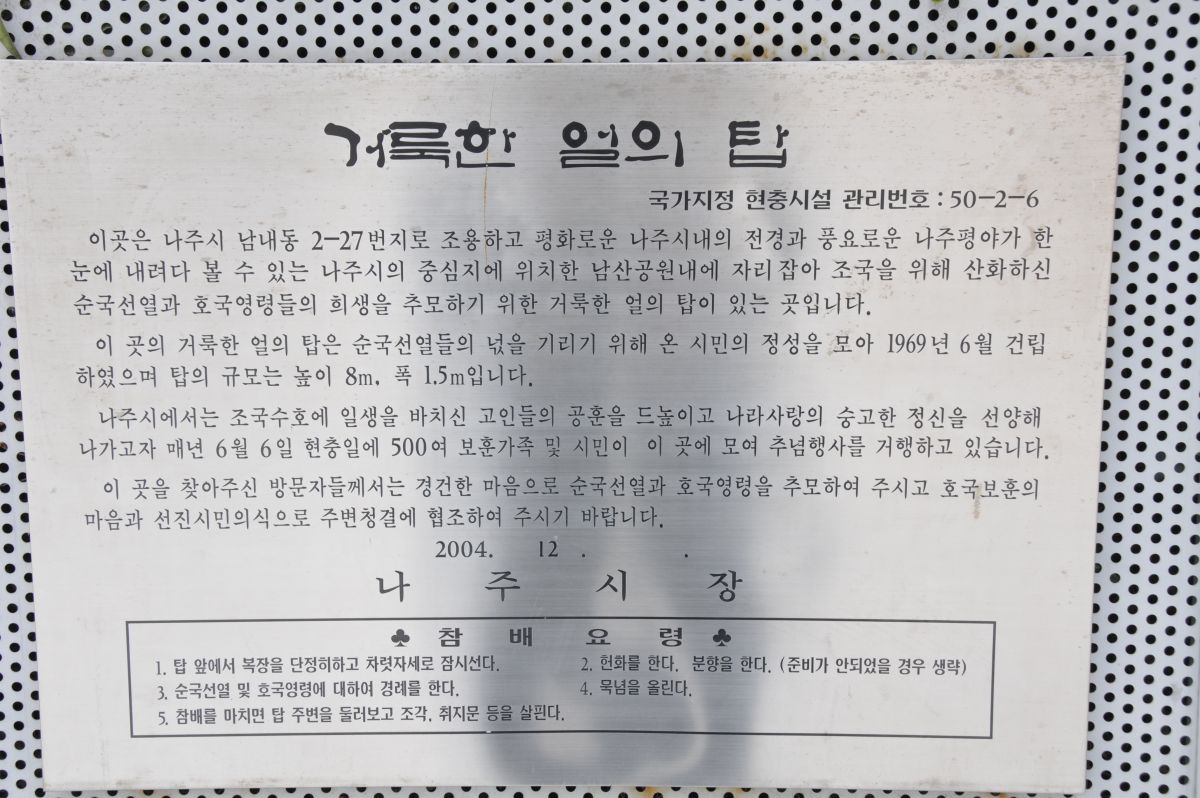 거룩한 얼의 탑
국가지정 현충시설 관리번호 : 50-2-6
이곳은 나주시 남내동 2-27번지로 조용하고 평화로운 나주시내의 전경과 풍요로운 나주평야가 한
눈에 내려다 볼 수 있는 나주시의 중심지에 위치한 남산공원내에 자리잡아 조국을 위해 산화하신
순국선열과 호국영령들의 희생을 추모하기 위한 거룩한 얼의 탑이 있는 곳입니다.
이 곳의 거룩한 얼의 탑은 순국선열들의 넋을 기리기 위해 온 시민의 정성을 모아 1969년 6월 건립
하였으며 탑의 규모는 높이 8m, 폭 1.5m입니다.
나주시에서는 조국수호에 일생을 바치신 고인들의 공훈을 드높이고 나라사랑의 숭고한 정신을 선양해
나가고자 매년 6월 6일 현충일에 500여 보훈가족 및 시민이 이 곳에 모여 추념행사를 거행하고 있습니다.
이 곳을 찾아주신 방문자들께서는 경건한 마음으로 순국선열과 호국영령을 추모하여 주시고 호국보훈의
마음과 선진시민의식으로 주변청결에 협조하여 주시기 바랍니다.
2004. 12 . .
나 주 시 장
♣ 참 배 요 령 ♣
1. 탑 앞에서 복장을 단정히하고 차렷자세로 잠시선다. 2. 헌화를 한다. 분향을 한다. (준비가 안되었을 경우 생략)
3. 순국선열 및 호국영령에 대하여 경례를 한다. 4. 묵념을 올린다.
5. 참배를 마치면 탑 주변을 둘러보고 조각, 취지문 등을 살핀다.